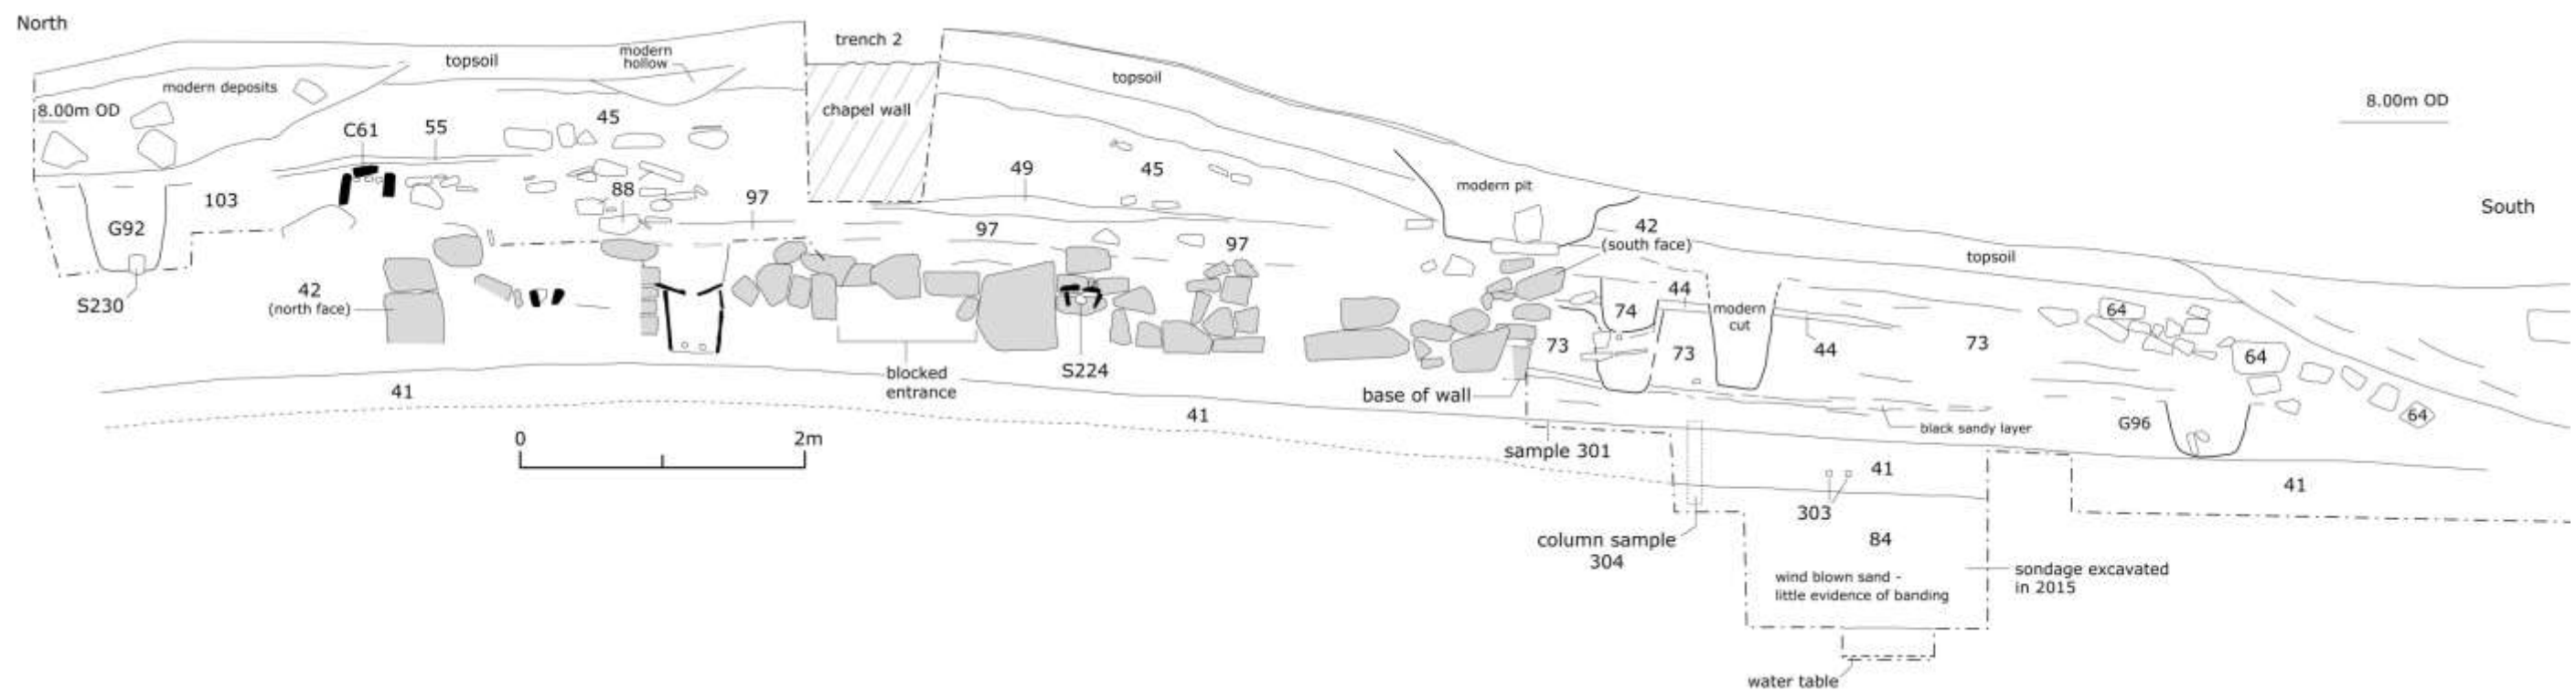 North
trench 2
topsoil
modern
hollow
topsoil
modern deposits
chapel wall
8.00m OD
8.00m OD
C61
55
45
49
45
modern pit
88
97
103
G92
97
97
42
(south face)
South
topsoil
S230
42
(north face)
44
74
modern
cut
73
73
44
73
64
64
64
blocked
entrance
S224
base of wall
41
41
black sandy layer
G96
0
2m
sample 301
41
41
303
column sample
304
84
wind blown sand -
little evidence of banding
sondage excavated
in 2015
water table